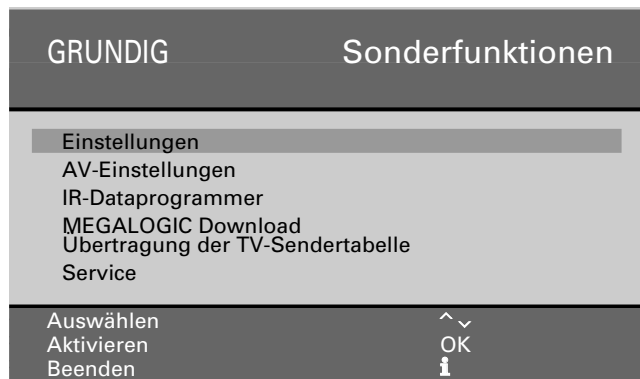 GRUNDIG Sonderfunktionen
Einstellungen
AV-Einstellungen
IR-Dataprogrammer
MEGALOGIC Download
Übertragung der TV-Sendertabelle
Service
Auswählen
Aktivieren OK
Beenden i